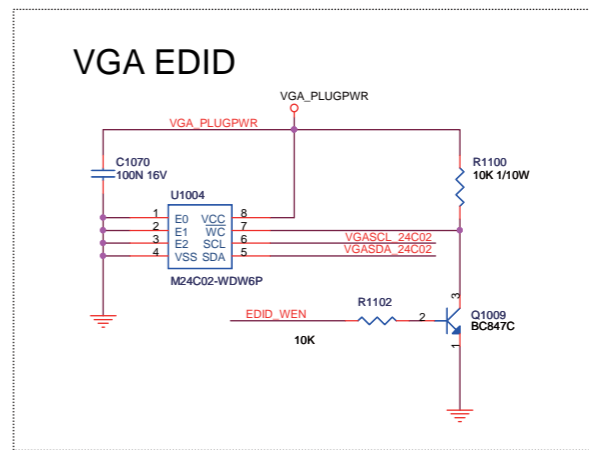 VGA EDID
VGA_PLUGPWR
VGA_PLUGPWR
C1070
100N 16V
R1100
10K 1/10W
U1004
1 E0 VCC 8
2 E1 WC 7
3 E2 SCL 6 VGASCL_24C02
4 VSS SDA 5 VGASDA_24C02
M24C02-WDW6P
R1102
EDID_WEN
10K
2
3
Q1009
BC847C
1